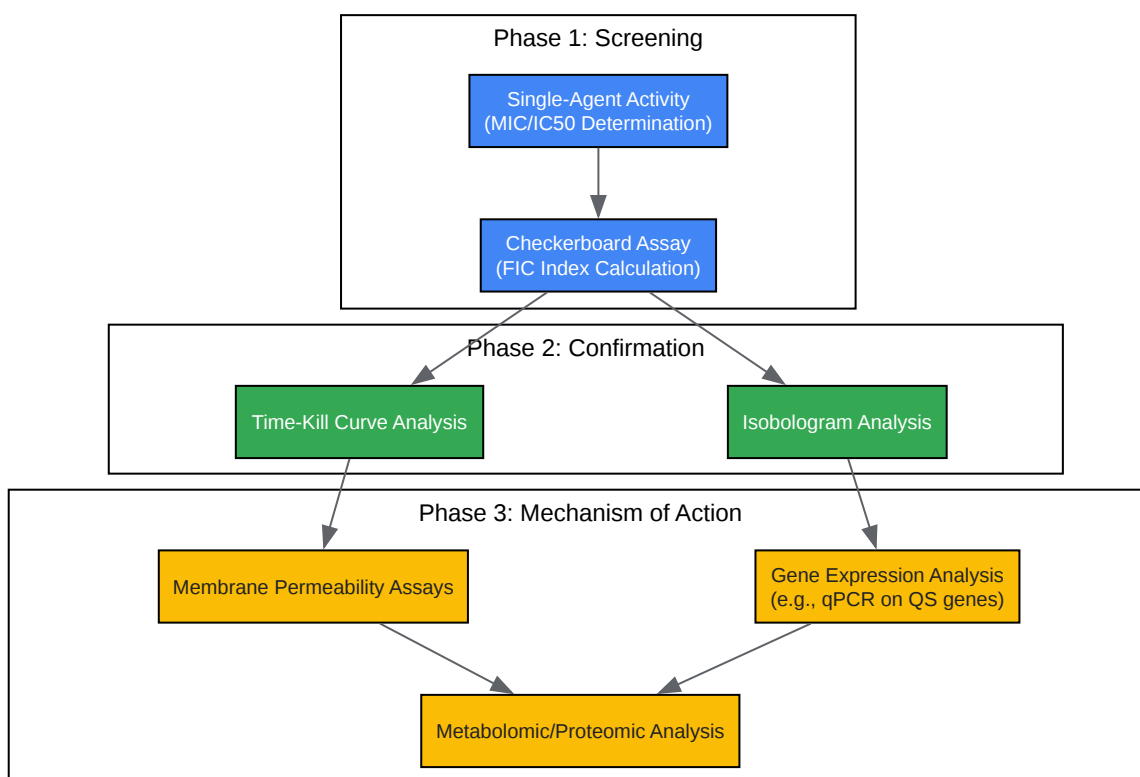 Phase 1: Screening
Single-Agent Activity
(MIC/IC50 Determination)
Checkerboard Assay
(FIC Index Calculation)
Phase 2: Confirmation
Time-Kill Curve Analysis
Isobologram Analysis
Phase 3: Mechanism of Action
Membrane Permeability Assays
Gene Expression Analysis
(e.g., qPCR on QS genes)
Metabolomic/Proteomic Analysis